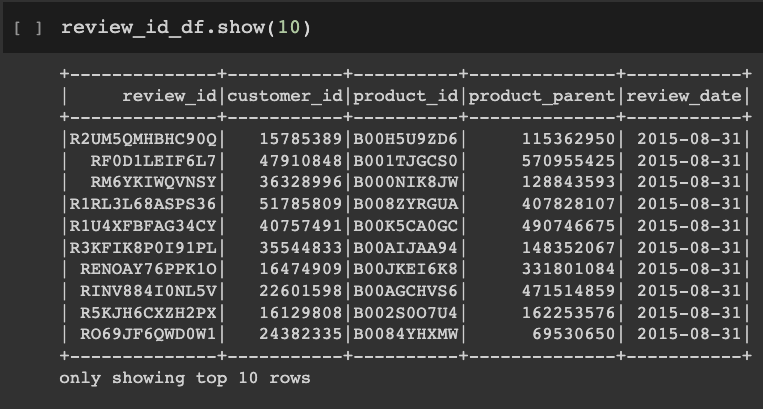 [ ] review_id_df.show(10)
+--------------+-----------+----------+--------------+-----------+
|     review_id|customer_id|product_id|product_parent|review_date|
+--------------+-----------+----------+--------------+-----------+
|R2UM5QMHBHC90Q|   15785389|B00H5U9ZD6|     115362950| 2015-08-31|
|  RF0D1LEIF6L7|   47910848|B001TJGCS0|     570955425| 2015-08-31|
|  RM6YKIWQVNSY|   36328996|B000NIK8JW|     128843593| 2015-08-31|
|R1RL3L68ASPS36|   51785809|B008ZYRGUA|     407828107| 2015-08-31|
|R1U4XFBFAG34CY|   40757491|B00K5CA0GC|     490746675| 2015-08-31|
|R3KFIK8P0I91PL|   35544833|B00AIJAA94|     148352067| 2015-08-31|
| RENOAY76PPK1O|   16474909|B00JKEI6K8|     331801084| 2015-08-31|
| RINV884I0NL5V|   22601598|B00AGCHVS6|     471514859| 2015-08-31|
| R5KJH6CXZH2PX|   16129808|B002S0O7U4|     162253576| 2015-08-31|
| RO69JF6QWD0W1|   24382335|B0084YHXMW|      69530650| 2015-08-31|
+--------------+-----------+----------+--------------+-----------+
only showing top 10 rows